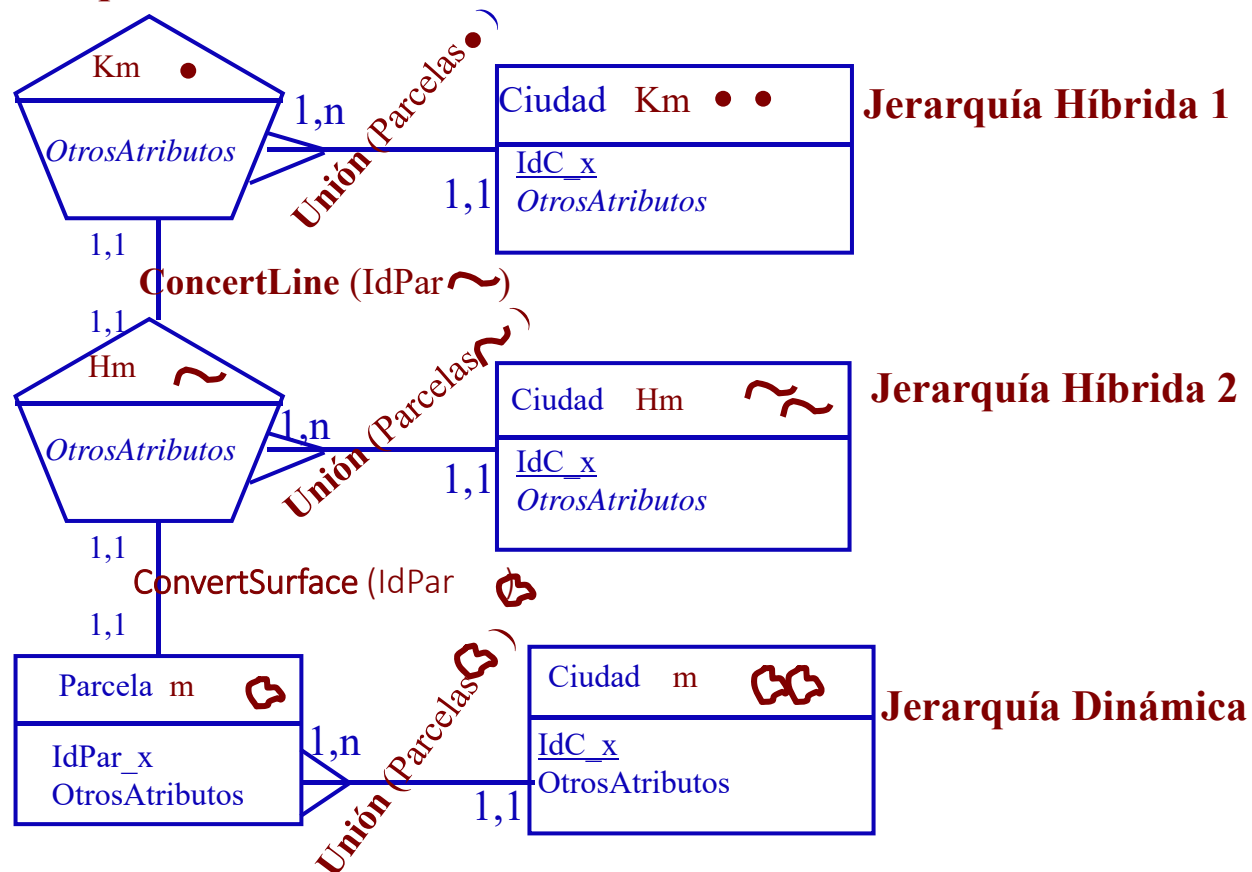 Km
1,n
Unión (Parcelas )
Ciudad Km
Jerarquía Híbrida 1
OtrosAtributos
1,1
IdC_x
OtrosAtributos
1,1
ConcertLine (IdPar )
1,1
Hm
1,n
Unión (Parcelas )
Ciudad Hm
Jerarquía Híbrida 2
OtrosAtributos
1,1
IdC_x
OtrosAtributos
1,1
ConvertSurface (IdPar )
1,1
Parcela m
1,n
Unión (Parcelas )
Ciudad m
Jerarquía Dinámica
IdPar_x
OtrosAtributos
1,1
IdC_x
OtrosAtributos